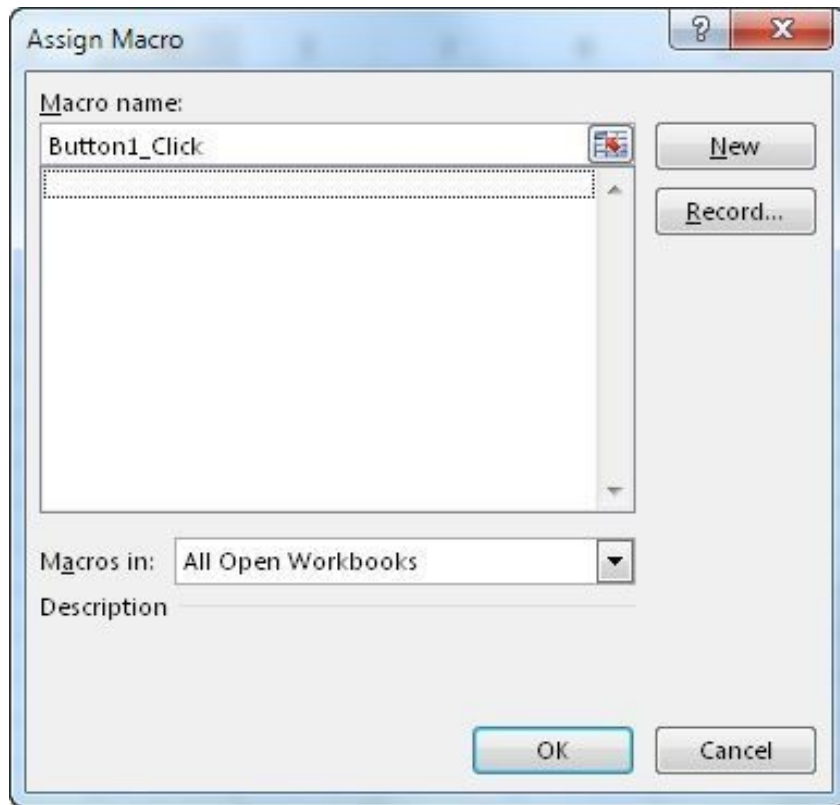 Assign Macro
Macro name:
Button1_Click
New
Record...
Macros in: All Open Workbooks
Description
OK Cancel